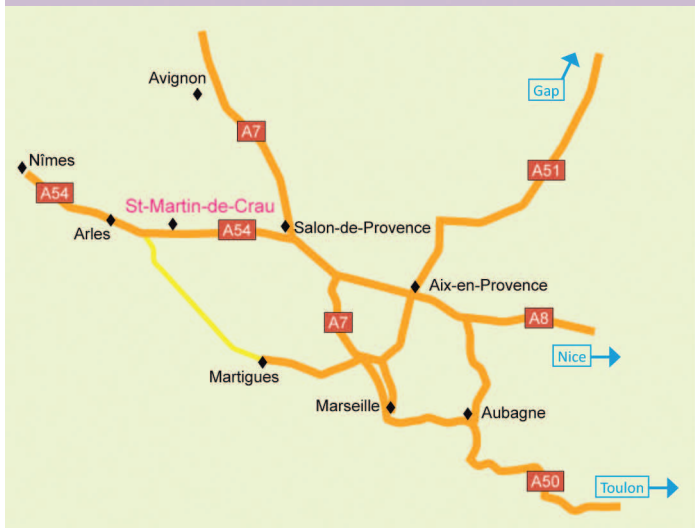 Avignon
Gap
A7
Nîmes
A51
A54
St-Martin-de-Crau
Arles
A54
Salon-de-Provence
Aix-en-Provence
A7
A8
Nice
Martigues
Marseille
Aubagne
A50
Toulon